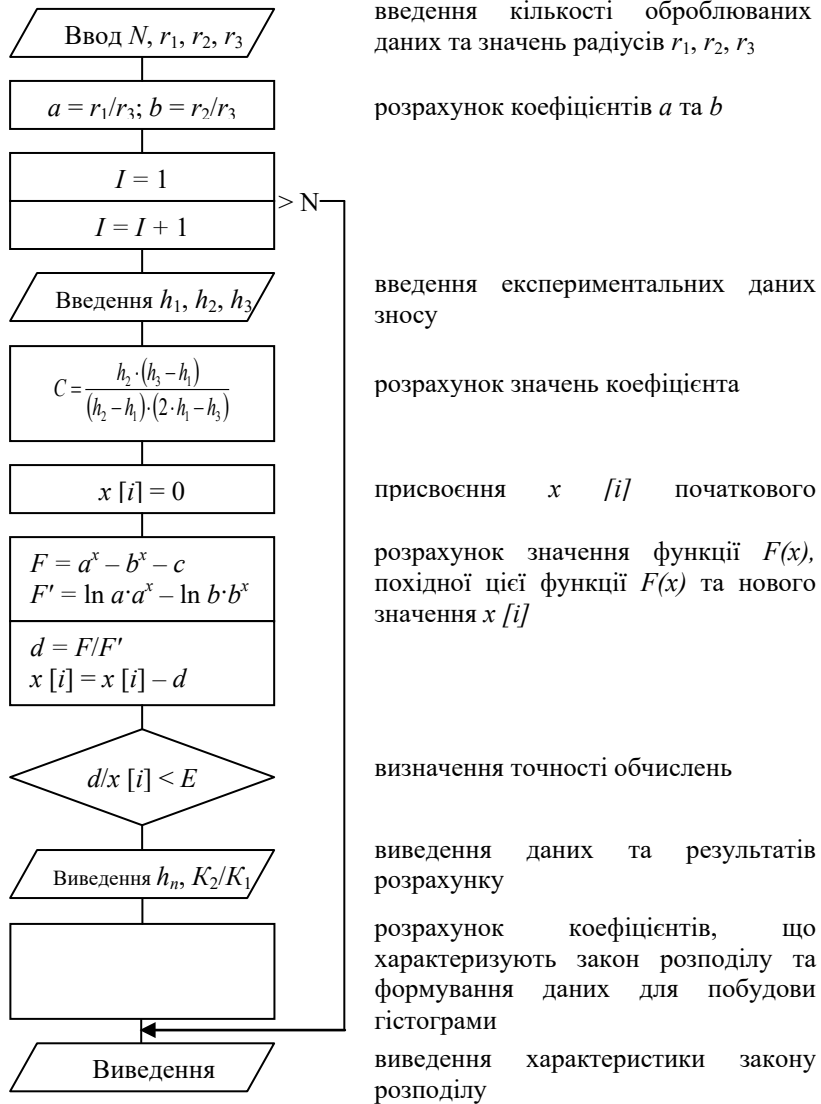 Ввод N, r₁, r₂, r₃
введення кількості оброблюваних
даних та значень радіусів r₁, r₂, r₃
a = r₁/r₃; b = r₂/r₃
розрахунок коефіцієнтів a та b
I = 1
> N
I = I + 1
Введення h₁, h₂, h₃
введення експериментальних даних
зносу
C = h₂·(h₃ – h₁) / (h₂ – h₁)·(2·h₁ – h₃)
розрахунок значень коефіцієнта
x [i] = 0
присвоєння x [i] початкового
F = aˣ – bˣ – c
F' = ln a·aˣ – ln b·bˣ
d = F/F'
x [i] = x [i] – d
розрахунок значення функції F(x),
похідної цієї функції F(x) та нового
значення x [i]
d/x [i] < E
визначення точності обчислень
Виведення hₙ, K₂/K₁
виведення даних та результатів
розрахунку
розрахунок коефіцієнтів, що
характеризують закон розподілу та
формування даних для побудови
гістограми
Виведення
виведення характеристики закону
розподілу